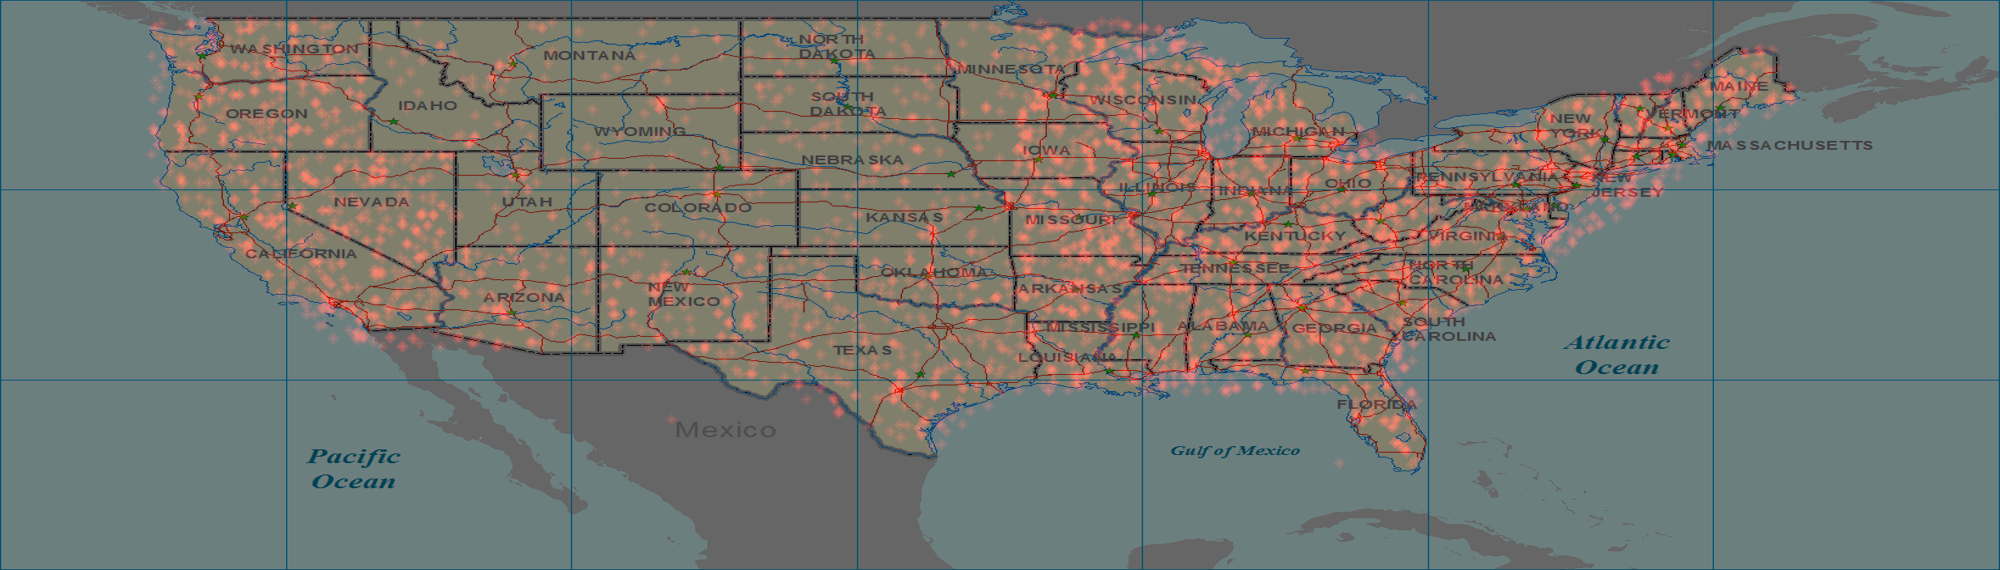 WASHINGTON
MONTANA
NORTH
DAKOTA
MINNESOTA
MAINE
OREGON
IDAHO
SOUTH
DAKOTA
WISCONSIN
VERMONT
NEW
YORK
WYOMING
MICHIGAN
MASSACHUSETTS
IOWA
NEBRASKA
PENNSYLVANIA
NEW
JERSEY
OHIO
ILLINOIS
INDIANA
NEVADA
UTAH
COLORADO
KANSAS
MISSOURI
MARYLAND
KENTUCKY
VIRGINIA
CALIFORNIA
TENNESSEE
NORTH
CAROLINA
OKLAHOMA
ARKANSAS
ARIZONA
NEW
MEXICO
MISSISSIPPI
ALABAMA
GEORGIA
SOUTH
CAROLINA
TEXAS
LOUISIANA
Atlantic
Ocean
FLORIDA
Mexico
Gulf of Mexico
Pacific
Ocean